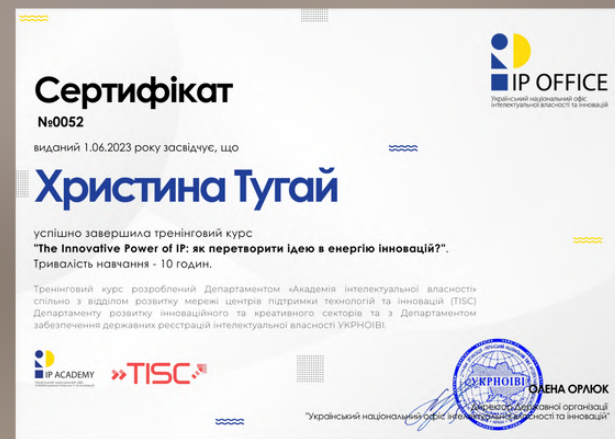 IP OFFICE
Український національний офіс
інтелектуальної власності та інновацій
Сертифікат
№0052
виданий 1.06.2023 року засвідчує, що
Христина Тугай
успішно завершила тренінговий курс
"The Innovative Power of IP: як перетворити ідею в енергію інновацій?".
Тривалість навчання - 10 годин.
Тренінговий курс розроблений Департаментом «Академія інтелектуальної власності»
спільно з відділом розвитку мережі центрів підтримки технологій та інновацій (TISC)
Департаменту розвитку інноваційного та креативного секторів та з Департаментом
забезпечення державних реєстрацій інтелектуальної власності УКРНОІВІ.
IP ACADEMY
»TISC
УКРНОІВІ
ОЛЕНА ОРЛЮК
Директор Державної організації
"Український національний офіс інтелектуальної власності та інновацій"